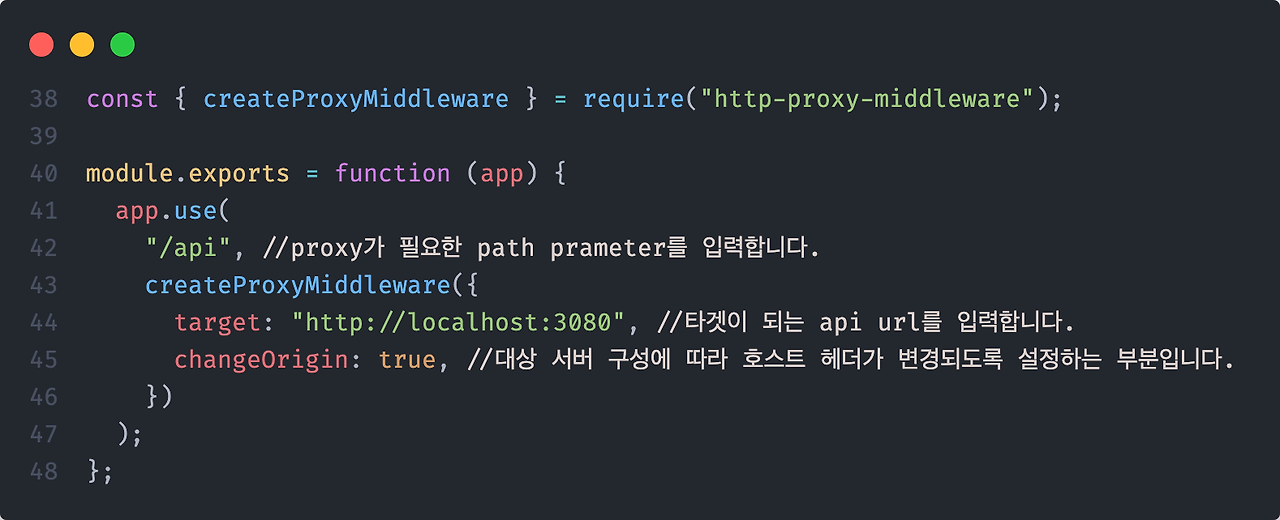 38 const { createProxyMiddleware } = require("http-proxy-middleware");
39
40 module.exports = function (app) {
41   app.use(
42     "/api", //proxy가 필요한 path prameter를 입력합니다.
43     createProxyMiddleware({
44       target: "http://localhost:3080", //타겟이 되는 api url를 입력합니다.
45       changeOrigin: true, //대상 서버 구성에 따라 호스트 헤더가 변경되도록 설정하는 부분입니다.
46     })
47   );
48 };